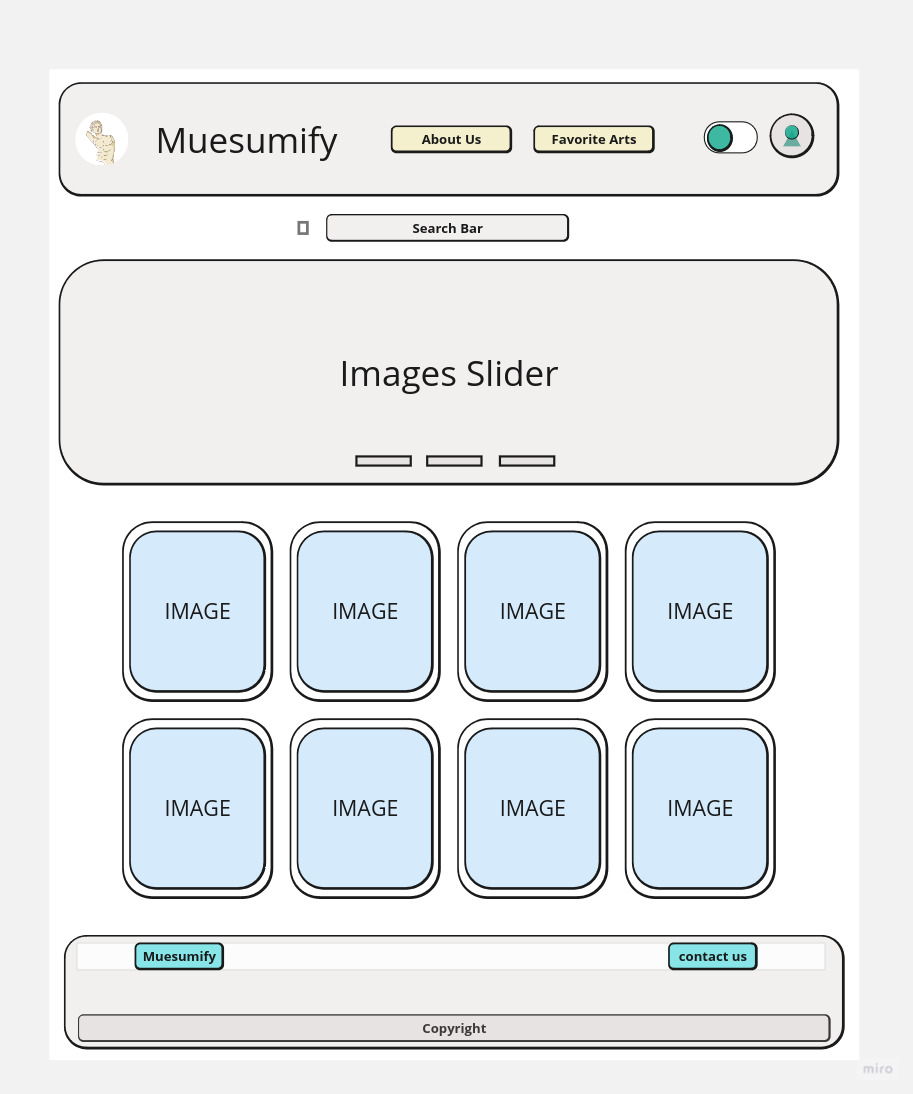 Muesumify
About Us
Favorite Arts
Search Bar
Images Slider
IMAGE
IMAGE
IMAGE
IMAGE
IMAGE
IMAGE
IMAGE
IMAGE
Muesumify
contact us
Copyright
miro